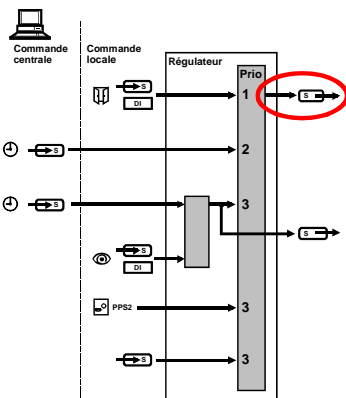 Commande
centrale
Commande
locale
Régulateur
Prio
S
DI
1
S
S
2
S
3
S
S
DI
PPS2
3
S
3